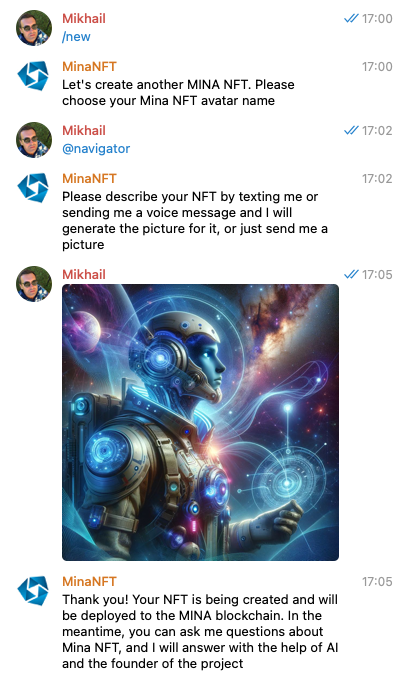 Mikhail 17:00
/new
MinaNFT 17:00
Let's create another MINA NFT. Please
choose your Mina NFT avatar name
Mikhail 17:02
@navigator
MinaNFT 17:02
Please describe your NFT by texting me or
sending me a voice message and I will
generate the picture for it, or just send me a
picture
Mikhail 17:05
MinaNFT 17:05
Thank you! Your NFT is being created and will
be deployed to the MINA blockchain. In the
meantime, you can ask me questions about
Mina NFT, and I will answer with the help of AI
and the founder of the project